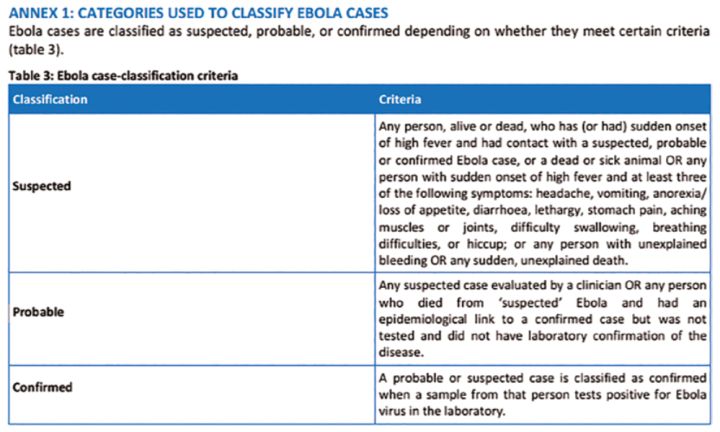 ANNEX 1: CATEGORIES USED TO CLASSIFY EBOLA CASES
Ebola cases are classified as suspected, probable, or confirmed depending on whether they meet certain criteria
(table 3).
Table 3: Ebola case-classification criteria
Classification Criteria
Suspected
Any person, alive or dead, who has (or had) sudden onset
of high fever and had contact with a suspected, probable
or confirmed Ebola case, or a dead or sick animal OR any
person with sudden onset of high fever and at least three
of the following symptoms: headache, vomiting, anorexia/
loss of appetite, diarrhoea, lethargy, stomach pain, aching
muscles or joints, difficulty swallowing, breathing
difficulties, or hiccup; or any person with unexplained
bleeding OR any sudden, unexplained death.
Probable
Any suspected case evaluated by a clinician OR any person
who died from ‘suspected’ Ebola and had an
epidemiological link to a confirmed case but was not
tested and did not have laboratory confirmation of the
disease.
Confirmed
A probable or suspected case is classified as confirmed
when a sample from that person tests positive for Ebola
virus in the laboratory.